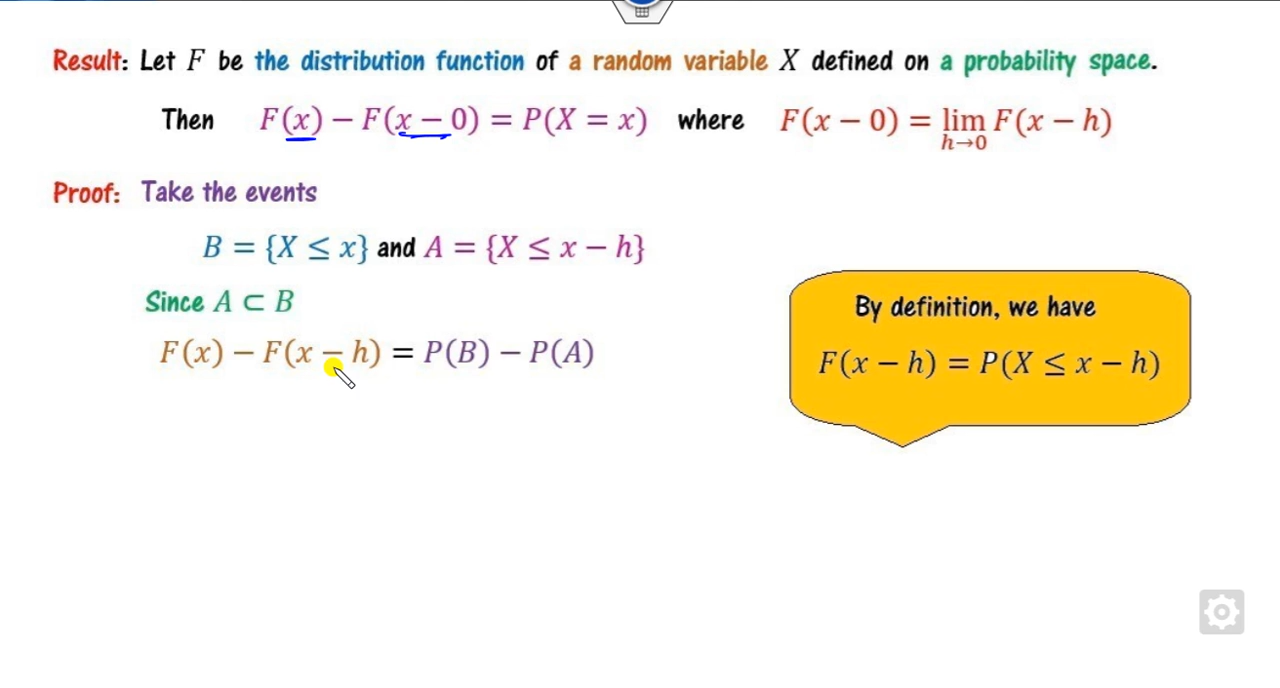 Result: Let F be the distribution function of a random variable X defined on a probability space.
Then F(x) − F(x − 0) = P(X = x) where F(x − 0) = lim_{h→0} F(x − h)
Proof: Take the events
B = {X ≤ x} and A = {X ≤ x − h}
Since A ⊂ B
F(x) − F(x − h) = P(B) − P(A)
By definition, we have
F(x − h) = P(X ≤ x − h)